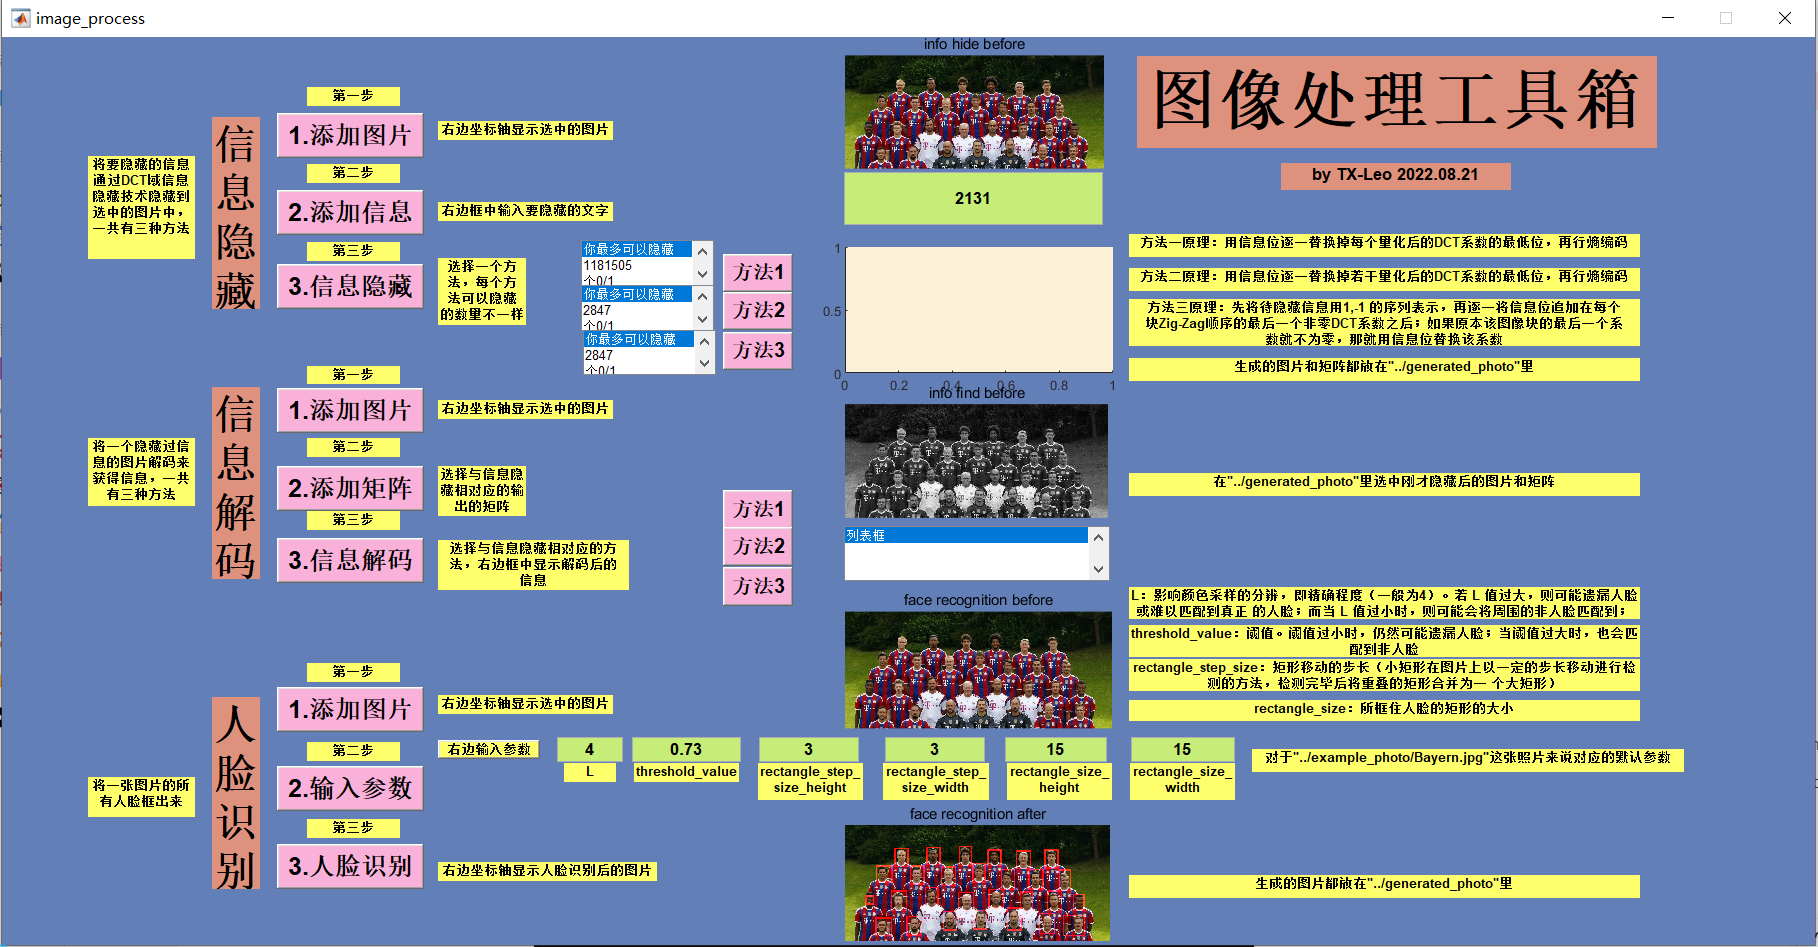 image_process
info hide before
图像处理工具箱
by TX-Leo 2022.08.21
信息隐藏
将要隐藏的信息
通过DCT域信息
隐藏技术隐藏到
选中的图片中,
一共有三种方法
第一步
1.添加图片
右边坐标轴显示选中的图片
第二步
2.添加信息
右边框中输入要隐藏的文字
第三步
3.信息隐藏
选择一个方
法，每个方
法可以隐藏
的数量不一样
你最多可以隐藏
1181505
个0/1
你最多可以隐藏
2847
个0/1
你最多可以隐藏
2847
个0/1
方法1
方法2
方法3
2131
1
0.5
0
0
0.2
0.4
0.6
0.8
1
方法一原理：用信息位逐一替换掉每个量化后的DCT系数的最低位，再行熵编码
方法二原理：用信息位逐一替换掉若干量化后的DCT系数的最低位，再行熵编码
方法三原理：先将待隐藏信息用1,-1 的序列表示，再逐一将信息位追加在每个
块Zig-Zag顺序的最后一个非零DCT系数之后；如果原本该图像块的最后一个系
数就不为零，那就用信息位替换该系数
生成的图片和矩阵都放在"../generated_photo"里
信息解码
将一个隐藏过信
息的图片解码来
获得信息，一共
有三种方法
第一步
1.添加图片
右边坐标轴显示选中的图片
第二步
2.添加矩阵
选择与信息隐
藏相对应的输
出的矩阵
第三步
3.信息解码
选择与信息隐藏相对应的方
法，右边框中显示解码后的
信息
方法1
方法2
方法3
info find before
列表框
在"../generated_photo"里选中刚才隐藏后的图片和矩阵
人脸识别
将一张图片的所
有人脸框出来
第一步
1.添加图片
右边坐标轴显示选中的图片
第二步
2.输入参数
右边输入参数
4
L
0.73
threshold_value
3
rectangle_step_
size_height
3
rectangle_step_
size_width
15
rectangle_size_
height
15
rectangle_size_
width
第三步
3.人脸识别
右边坐标轴显示人脸识别后的图片
face recognition before
L：影响颜色采样的分辨，即精确程度（一般为4）。若 L 值过大，则可能遗漏人脸
或难以匹配到真正 的人脸；而当 L 值过小时，则可能会将周围的非人脸匹配到；
threshold_value：阈值。阈值过小时，仍然可能遗漏人脸；当阈值过大时，也会匹
配到非人脸
rectangle_step_size：矩形移动的步长（小矩形在图片上以一定的步长移动进行检
测的方法，检测完毕后将重叠的矩形合并为一 个大矩形）
rectangle_size：所框住人脸的矩形的大小
对于"../example_photo/Bayern.jpg"这张照片来说对应的默认参数
face recognition after
生成的图片都放在"../generated_photo"里